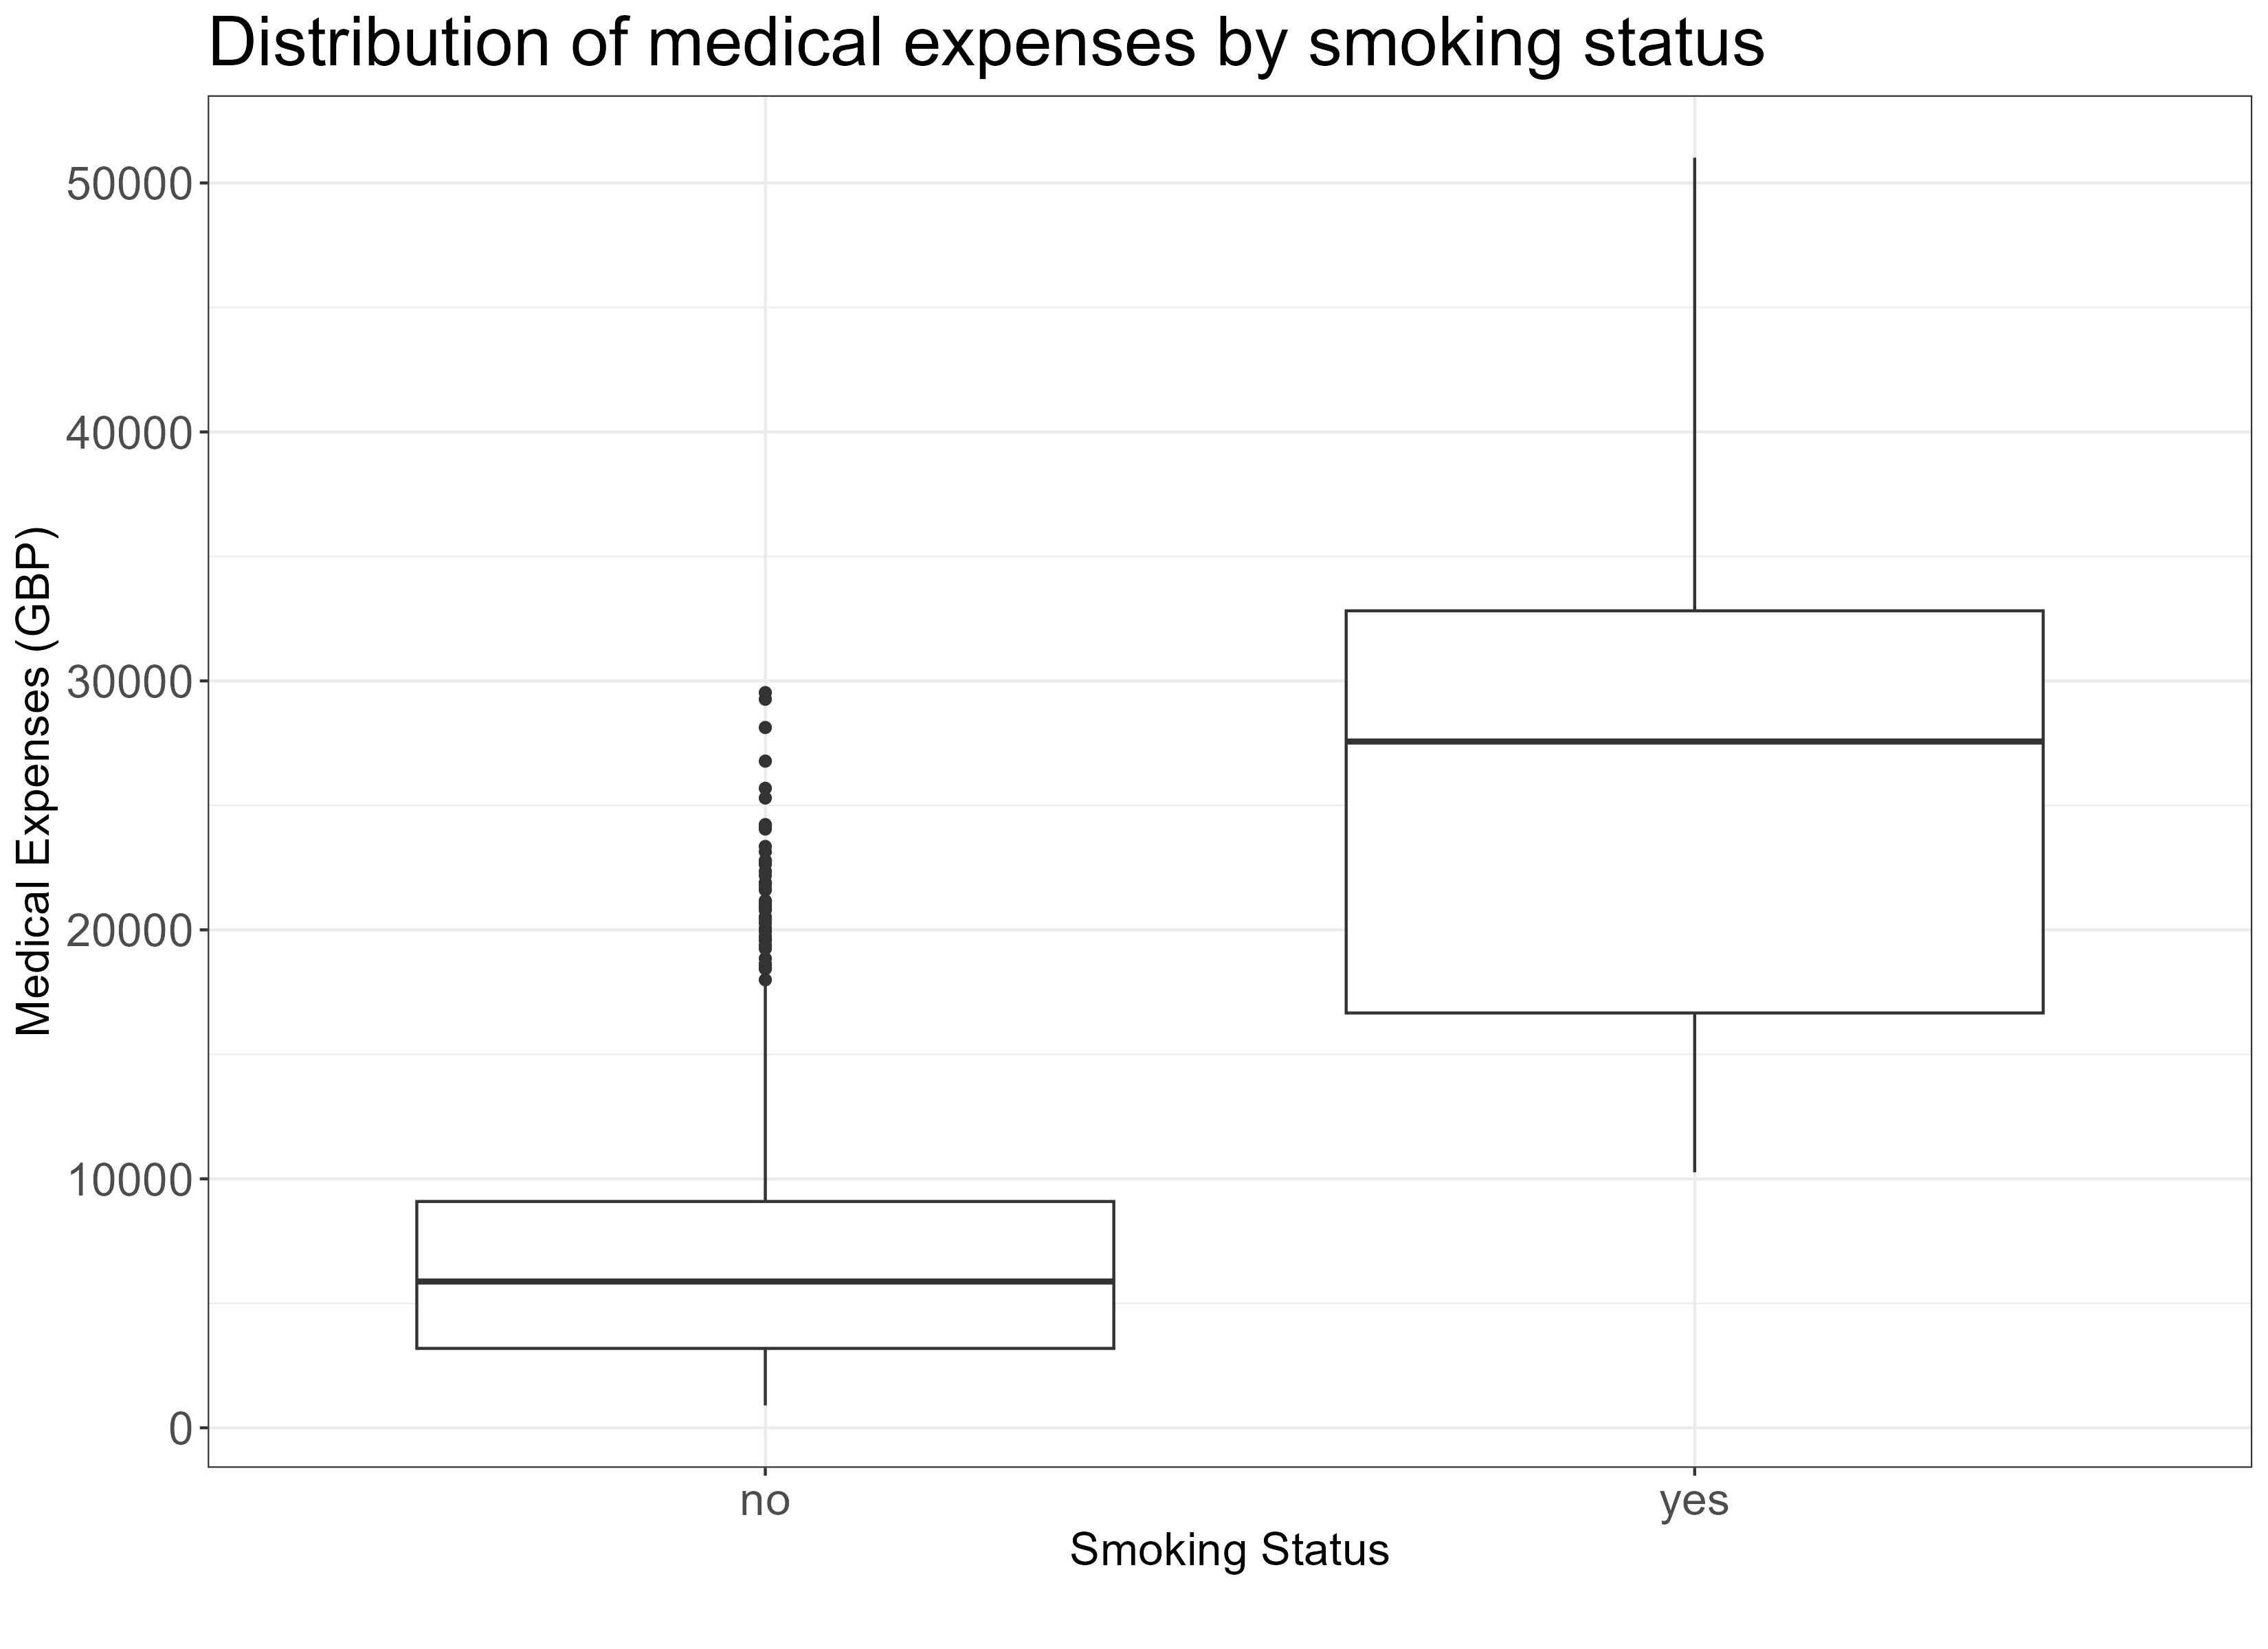 Distribution of medical expenses by smoking status
Medical Expenses (GBP)
50000
40000
30000
20000
10000
0
no
yes
Smoking Status